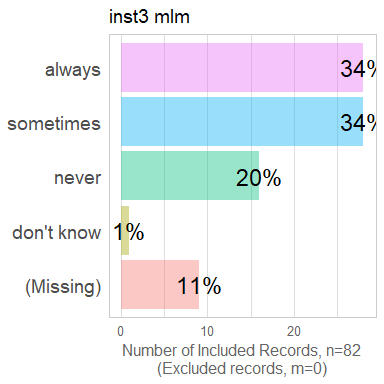 inst3 mlm
always 34%
sometimes 34%
never 20%
don't know 1%
(Missing) 11%
0 10 20
Number of Included Records, n=82
(Excluded records, m=0)